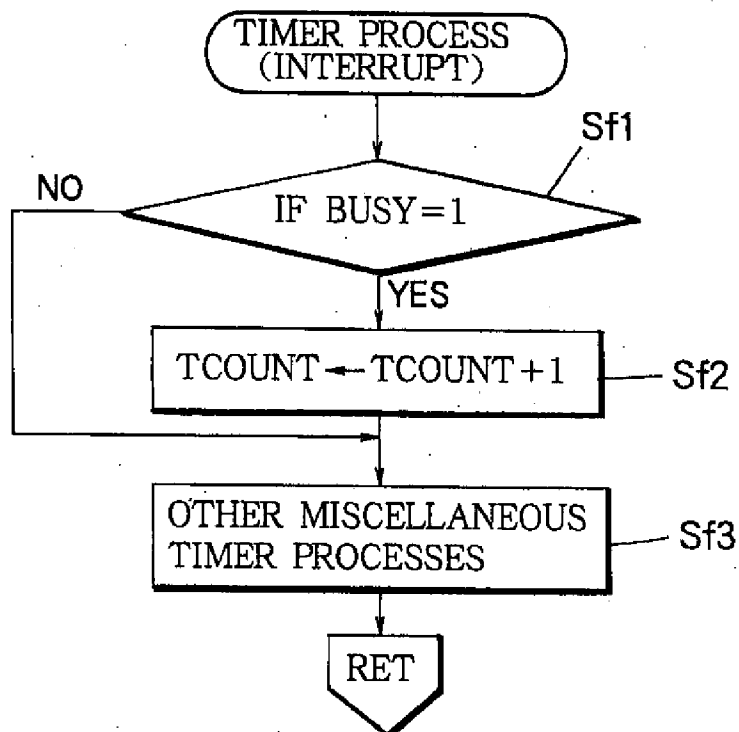 TIMER PROCESS
(INTERRUPT)
Sf1
NO
IF BUSY=1
YES
TCOUNT ← TCOUNT+1
Sf2
OTHER MISCELLANEOUS
TIMER PROCESSES
Sf3
RET